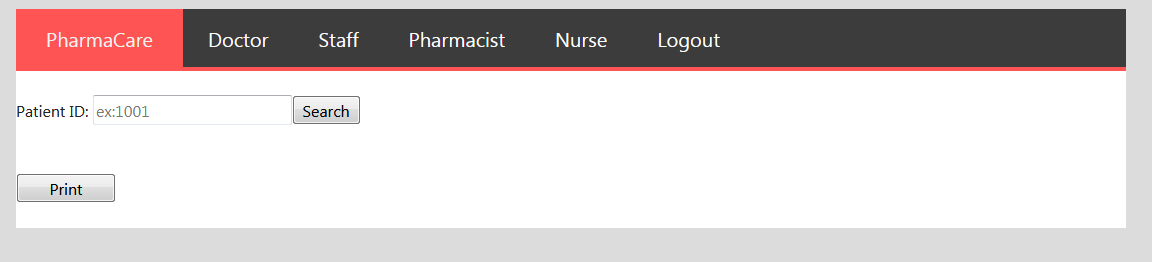 PharmaCare Doctor Staff Pharmacist Nurse Logout
Patient ID: ex:1001 Search
Print